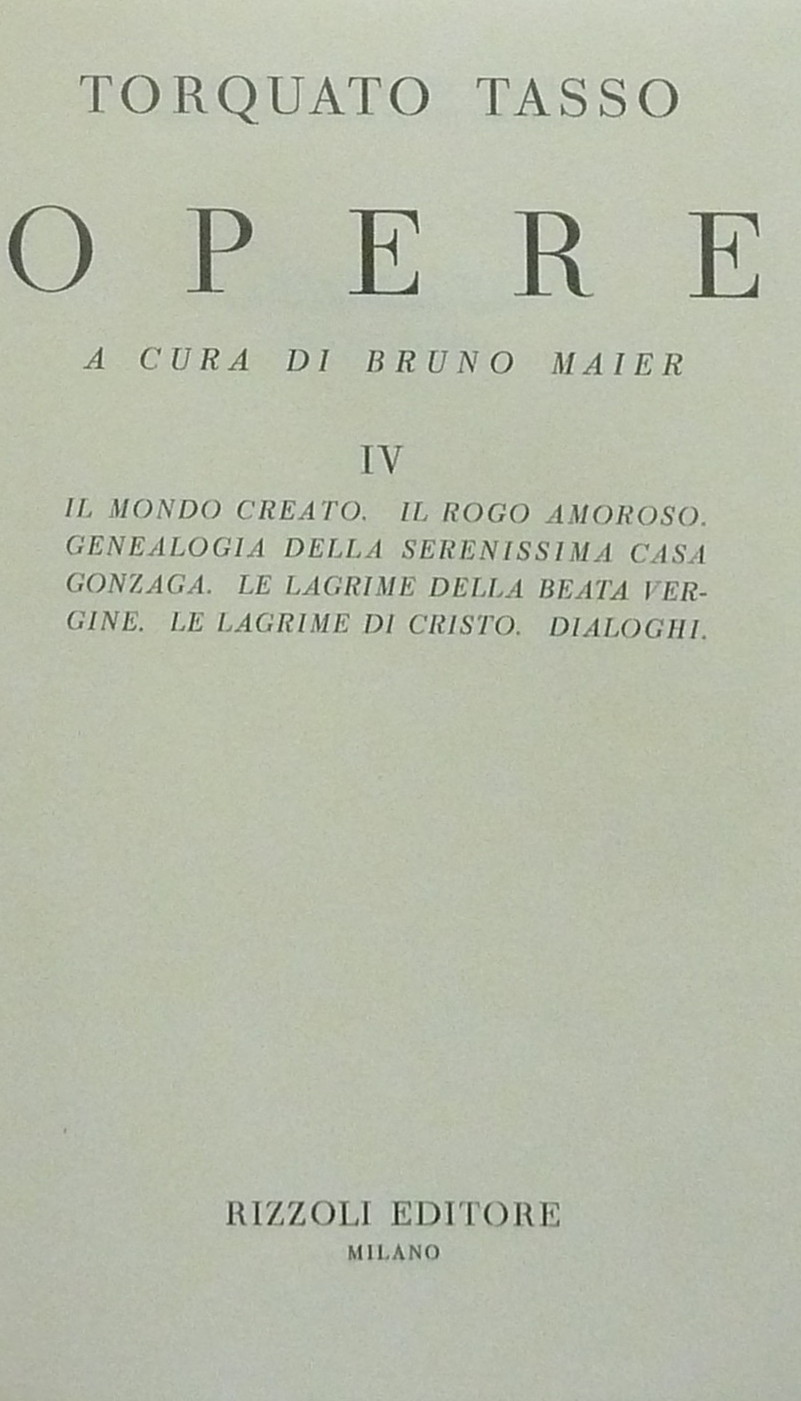 TORQUATO TASSO
OPERE
A CURA DI BRUNO MAIER
IV
IL MONDO CREATO. IL ROGO AMOROSO.
GENEALOGIA DELLA SERENISSIMA CASA
GONZAGA. LE LAGRIME DELLA BEATA VER-
GINE. LE LAGRIME DI CRISTO. DIALOGHI.
RIZZOLI EDITORE
MILANO